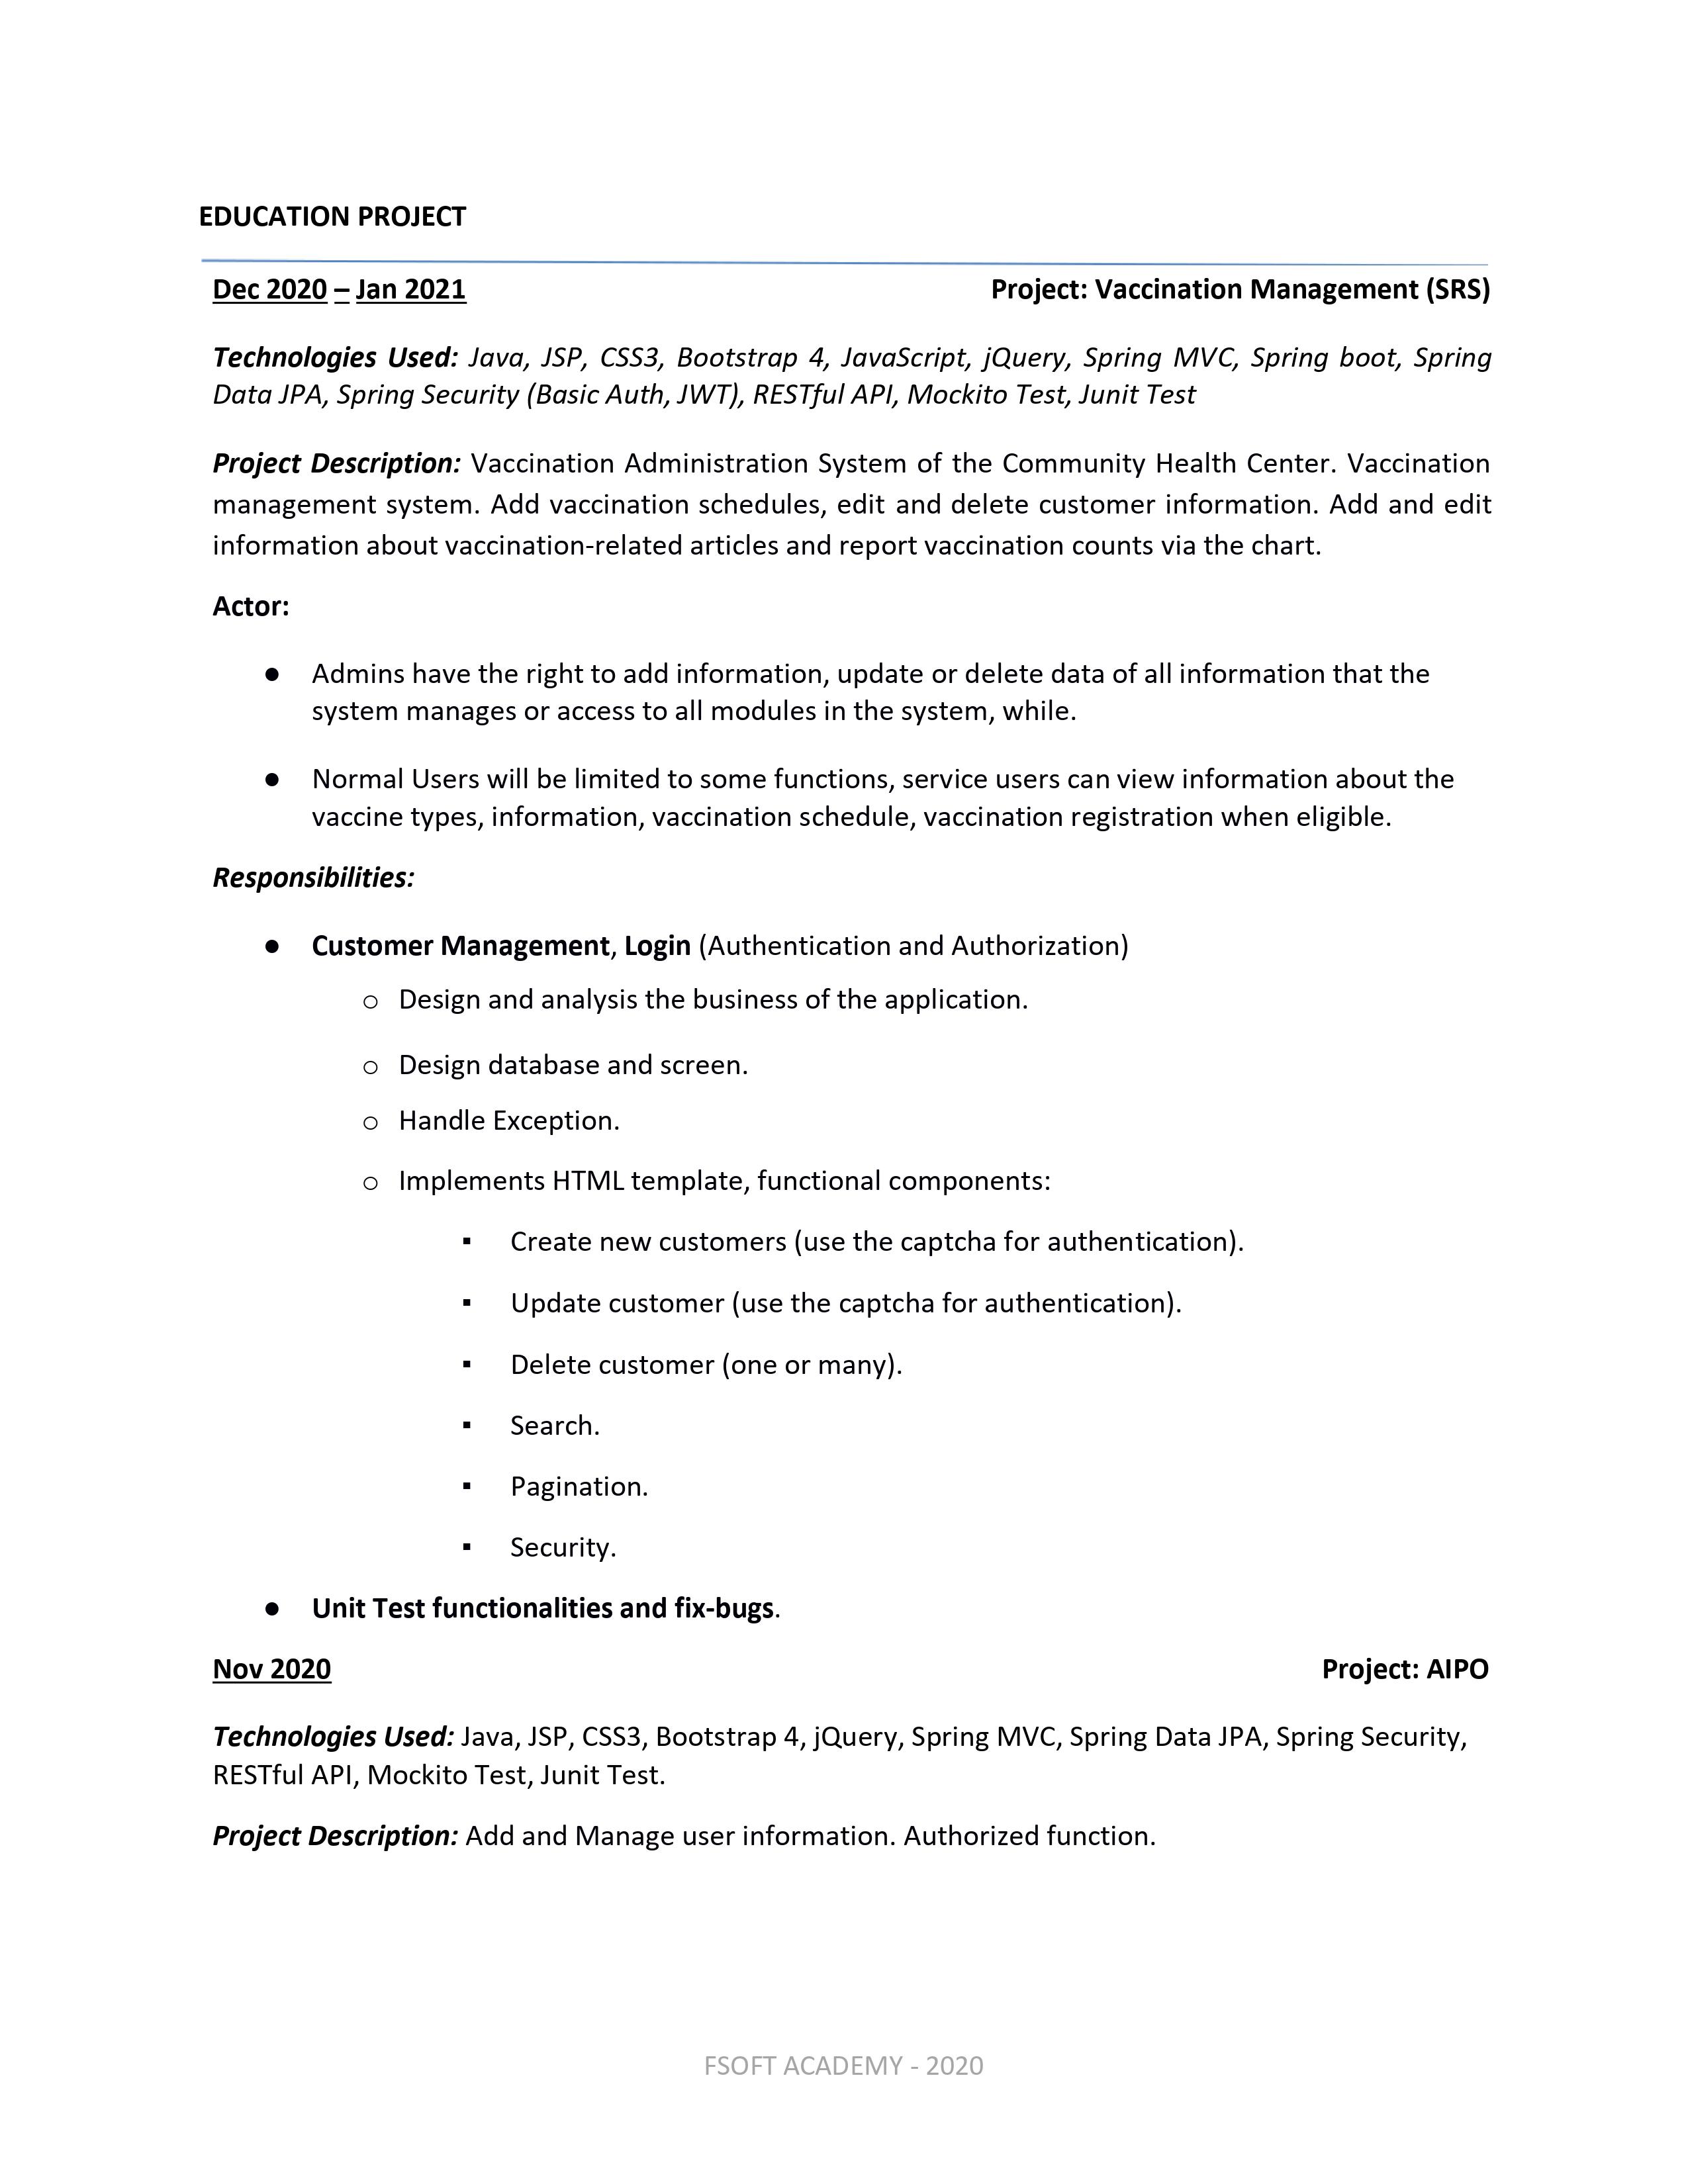 EDUCATION PROJECT
Dec 2020 – Jan 2021 Project: Vaccination Management (SRS)
Technologies Used: Java, JSP, CSS3, Bootstrap 4, JavaScript, jQuery, Spring MVC, Spring boot, Spring
Data JPA, Spring Security (Basic Auth, JWT), RESTful API, Mockito Test, Junit Test
Project Description: Vaccination Administration System of the Community Health Center. Vaccination
management system. Add vaccination schedules, edit and delete customer information. Add and edit
information about vaccination-related articles and report vaccination counts via the chart.
Actor:
● Admins have the right to add information, update or delete data of all information that the
system manages or access to all modules in the system, while.
● Normal Users will be limited to some functions, service users can view information about the
vaccine types, information, vaccination schedule, vaccination registration when eligible.
Responsibilities:
● Customer Management, Login (Authentication and Authorization)
○ Design and analysis the business of the application.
○ Design database and screen.
○ Handle Exception.
○ Implements HTML template, functional components:
▪ Create new customers (use the captcha for authentication).
▪ Update customer (use the captcha for authentication).
▪ Delete customer (one or many).
▪ Search.
▪ Pagination.
▪ Security.
● Unit Test functionalities and fix-bugs.
Nov 2020 Project: AIPO
Technologies Used: Java, JSP, CSS3, Bootstrap 4, jQuery, Spring MVC, Spring Data JPA, Spring Security,
RESTful API, Mockito Test, Junit Test.
Project Description: Add and Manage user information. Authorized function.
FSOFT ACADEMY - 2020